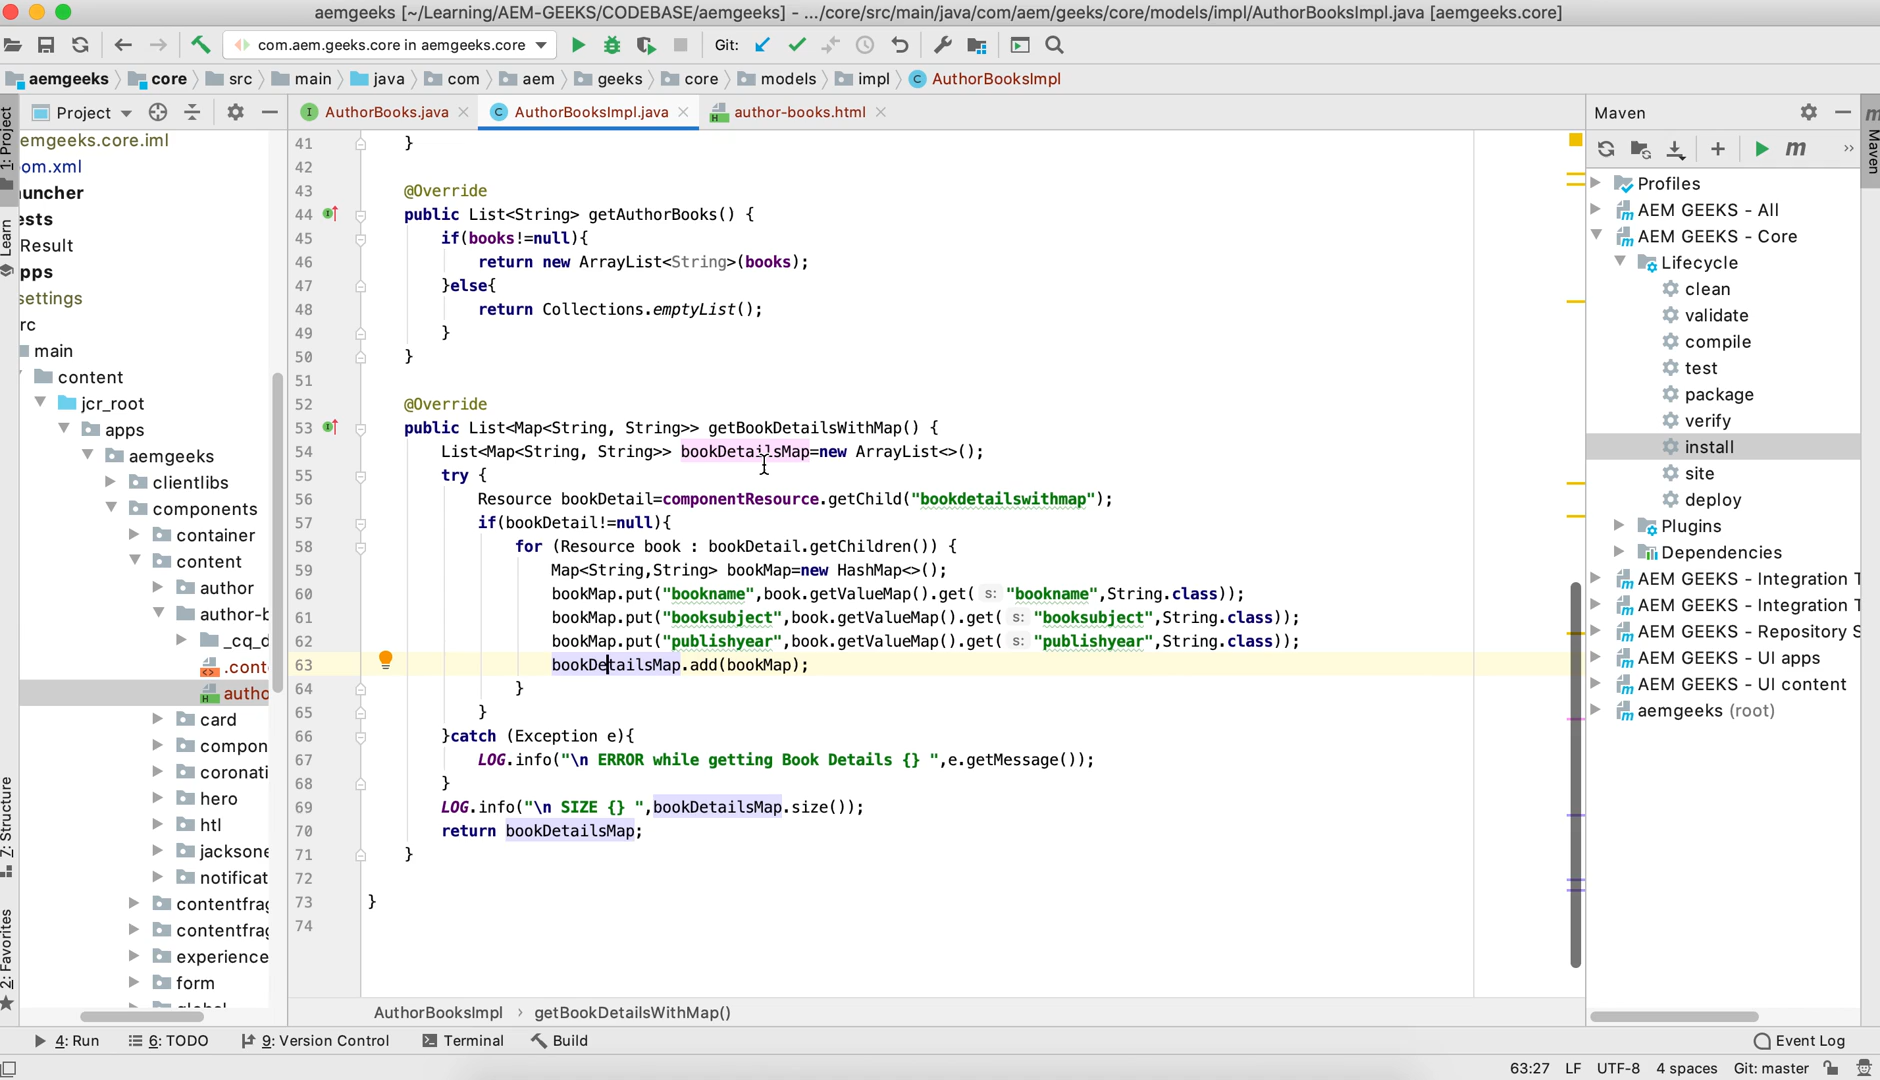 aemgeeks [~/Learning/AEM-GEEKS/CODEBASE/aemgeeks] - .../core/src/main/java/com/aem/geeks/core/models/impl/AuthorBooksImpl.java [aemgeeks.core]
com.aem.geeks.core in aemgeeks.core Git:
aemgeeks core src main java com aem geeks core models impl AuthorBooksImpl
1: Project
Learn
7: Structure
2: Favorites
Project
emgeeks.core.iml
om.xml
uncher
ests
Result
pps
settings
rc
main
content
jcr_root
apps
aemgeeks
clientlibs
components
container
content
author
author-b
_cq_d
.cont
autho
card
compon
coronati
hero
htl
jacksone
notificat
contentfrag
contentfrag
experience
form
AuthorBooks.java AuthorBooksImpl.java author-books.html
41 }
42
43 @Override
44 public List<String> getAuthorBooks() {
45 if(books!=null){
46 return new ArrayList<String>(books);
47 }else{
48 return Collections.emptyList();
49 }
50 }
51
52 @Override
53 public List<Map<String, String>> getBookDetailsWithMap() {
54 List<Map<String, String>> bookDetailsMap=new ArrayList<>();
55 try {
56 Resource bookDetail=componentResource.getChild("bookdetailswithmap");
57 if(bookDetail!=null){
58 for (Resource book : bookDetail.getChildren()) {
59 Map<String,String> bookMap=new HashMap<>();
60 bookMap.put("bookname",book.getValueMap().get( s: "bookname",String.class));
61 bookMap.put("booksubject",book.getValueMap().get( s: "booksubject",String.class));
62 bookMap.put("publishyear",book.getValueMap().get( s: "publishyear",String.class));
63 bookDetailsMap.add(bookMap);
64 }
65 }
66 }catch (Exception e){
67 LOG.info("\n ERROR while getting Book Details {} ",e.getMessage());
68 }
69 LOG.info("\n SIZE {} ",bookDetailsMap.size());
70 return bookDetailsMap;
71 }
72
73 }
74
AuthorBooksImpl › getBookDetailsWithMap()
Maven
m
»
Profiles
AEM GEEKS - All
AEM GEEKS - Core
Lifecycle
clean
validate
compile
test
package
verify
install
site
deploy
Plugins
Dependencies
AEM GEEKS - Integration T
AEM GEEKS - Integration T
AEM GEEKS - Repository S
AEM GEEKS - UI apps
AEM GEEKS - UI content
aemgeeks (root)
m Maven
4: Run 6: TODO 9: Version Control Terminal Build Event Log
63:27 LF UTF-8 4 spaces Git: master